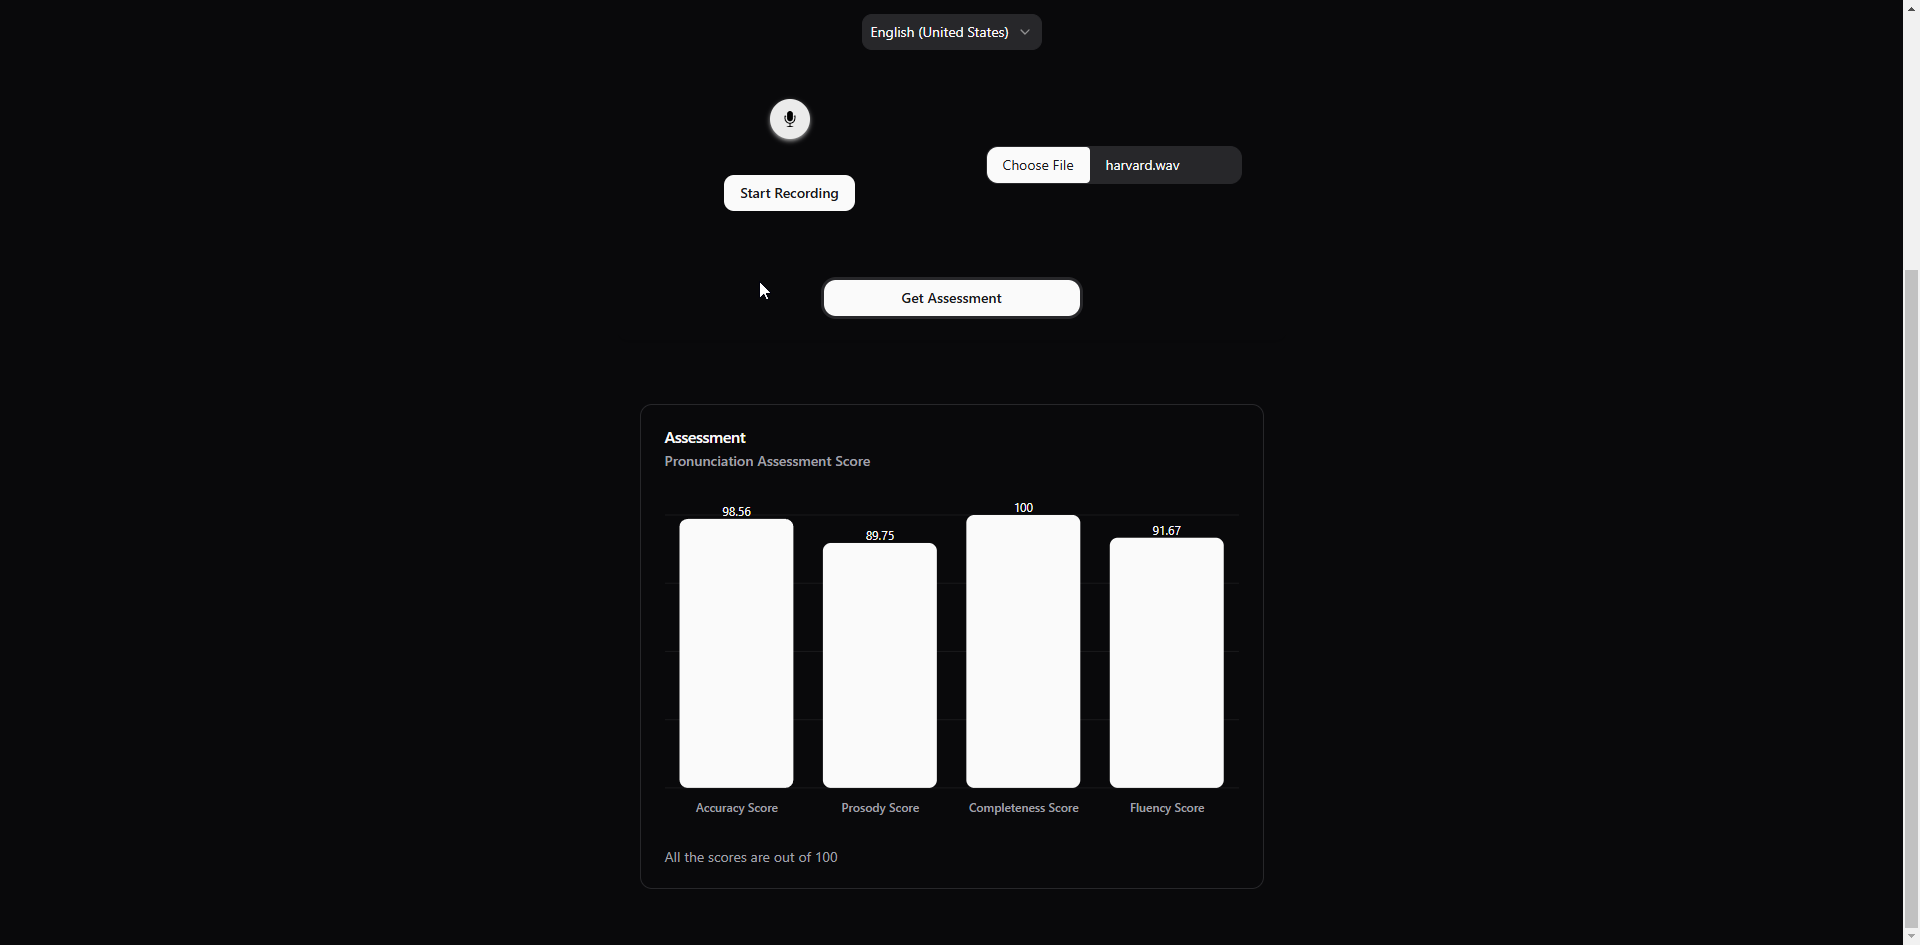 English (United States)
Start Recording
Choose File harvard.wav
Get Assessment
Assessment
Pronunciation Assessment Score
98.56 89.75 100 91.67
Accuracy Score Prosody Score Completeness Score Fluency Score
All the scores are out of 100